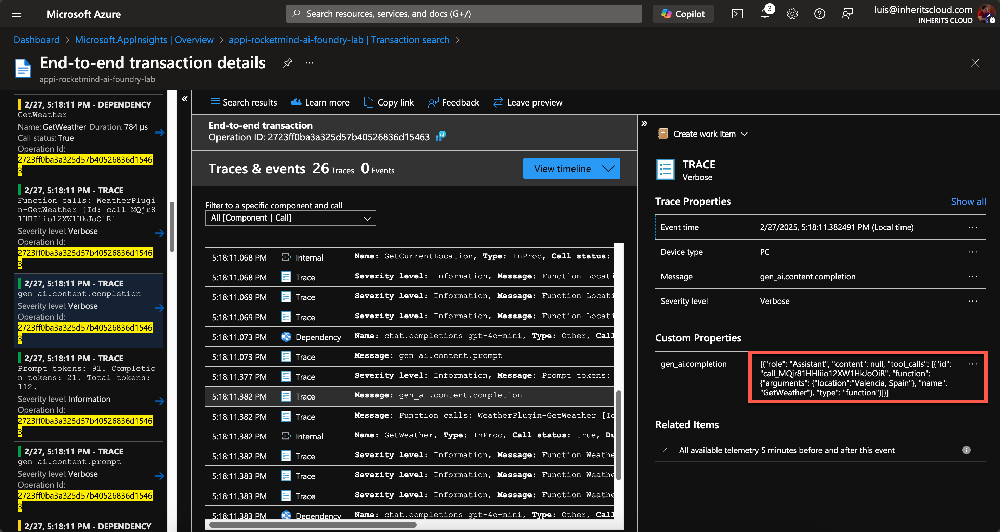 Microsoft Azure
Search resources, services, and docs (G+/)
Copilot
3
luis@inheritscloud.com
INHERITS CLOUD
Dashboard > Microsoft.AppInsights | Overview > appi-rocketmind-ai-foundry-lab | Transaction search >
End-to-end transaction details
appi-rocketmind-ai-foundry-lab
2/27, 5:18:11 PM - DEPENDENCY
GetWeather
Name: GetWeather Duration: 784 µs
Call status: True
Operation Id:
2723ff0ba3a325d57b40526836d1546
3
2/27, 5:18:11 PM - TRACE
Function calls: WeatherPlugi
n-GetWeather [Id: call_MQjr8
1HHIiio12XW1HkJoOiR]
Severity level: Verbose
Operation Id:
2723ff0ba3a325d57b40526836d1546
3
2/27, 5:18:11 PM - TRACE
gen_ai.content.completion
Severity level: Verbose
Operation Id:
2723ff0ba3a325d57b40526836d1546
3
2/27, 5:18:11 PM - TRACE
Prompt tokens: 91. Completio
n tokens: 21. Total tokens:
112.
Severity level: Information
Operation Id:
2723ff0ba3a325d57b40526836d1546
3
2/27, 5:18:11 PM - TRACE
gen_ai.content.prompt
Severity level: Verbose
Operation Id:
2723ff0ba3a325d57b40526836d1546
3
2/27, 5:18:11 PM - DEPENDENCY
Search results
Learn more
Copy link
Feedback
Leave preview
End-to-end transaction
Operation ID: 2723ff0ba3a325d57b40526836d15463
Traces & events 26 Traces 0 Events
View timeline
Filter to a specific component and call
All [Component | Call]
5:18:11.068 PM Internal Name: GetCurrentLocation, Type: InProc, Call status:
5:18:11.068 PM Trace Severity level: Information, Message: Function Locati
5:18:11.069 PM Trace Severity level: Information, Message: Function Locati
5:18:11.069 PM Trace Severity level: Information, Message: Function Locati
5:18:11.073 PM Dependency Name: chat.completions gpt-4o-mini, Type: Other, Call
5:18:11.073 PM Trace Message: gen_ai.content.prompt
5:18:11.377 PM Trace Severity level: Information, Message: Prompt tokens:
5:18:11.382 PM Trace Message: gen_ai.content.completion
5:18:11.382 PM Trace Message: Function calls: WeatherPlugin-GetWeather [Id
5:18:11.382 PM Internal Name: GetWeather, Type: InProc, Call status: true, Du
5:18:11.382 PM Trace Severity level: Information, Message: Function Weathe
5:18:11.383 PM Trace Severity level: Information, Message: Function Weathe
5:18:11.383 PM Trace Severity level: Information, Message: Function Weathe
5:18:11.383 PM Dependency Name: chat.completions gpt-4o-mini, Type: Other, Call
Create work item
TRACE
Verbose
Trace Properties
Show all
Event time 2/27/2025, 5:18:11.382491 PM (Local time)
Device type PC
Message gen_ai.content.completion
Severity level Verbose
Custom Properties
gen_ai.completion
[{"role": "Assistant", "content": null, "tool_calls": [{"id":
"call_MQjr81HHIiio12XW1HkJoOiR", "function":
{"arguments": {"location":"Valencia, Spain"}, "name":
"GetWeather"}, "type": "function"}]}]
Related Items
All available telemetry 5 minutes before and after this event